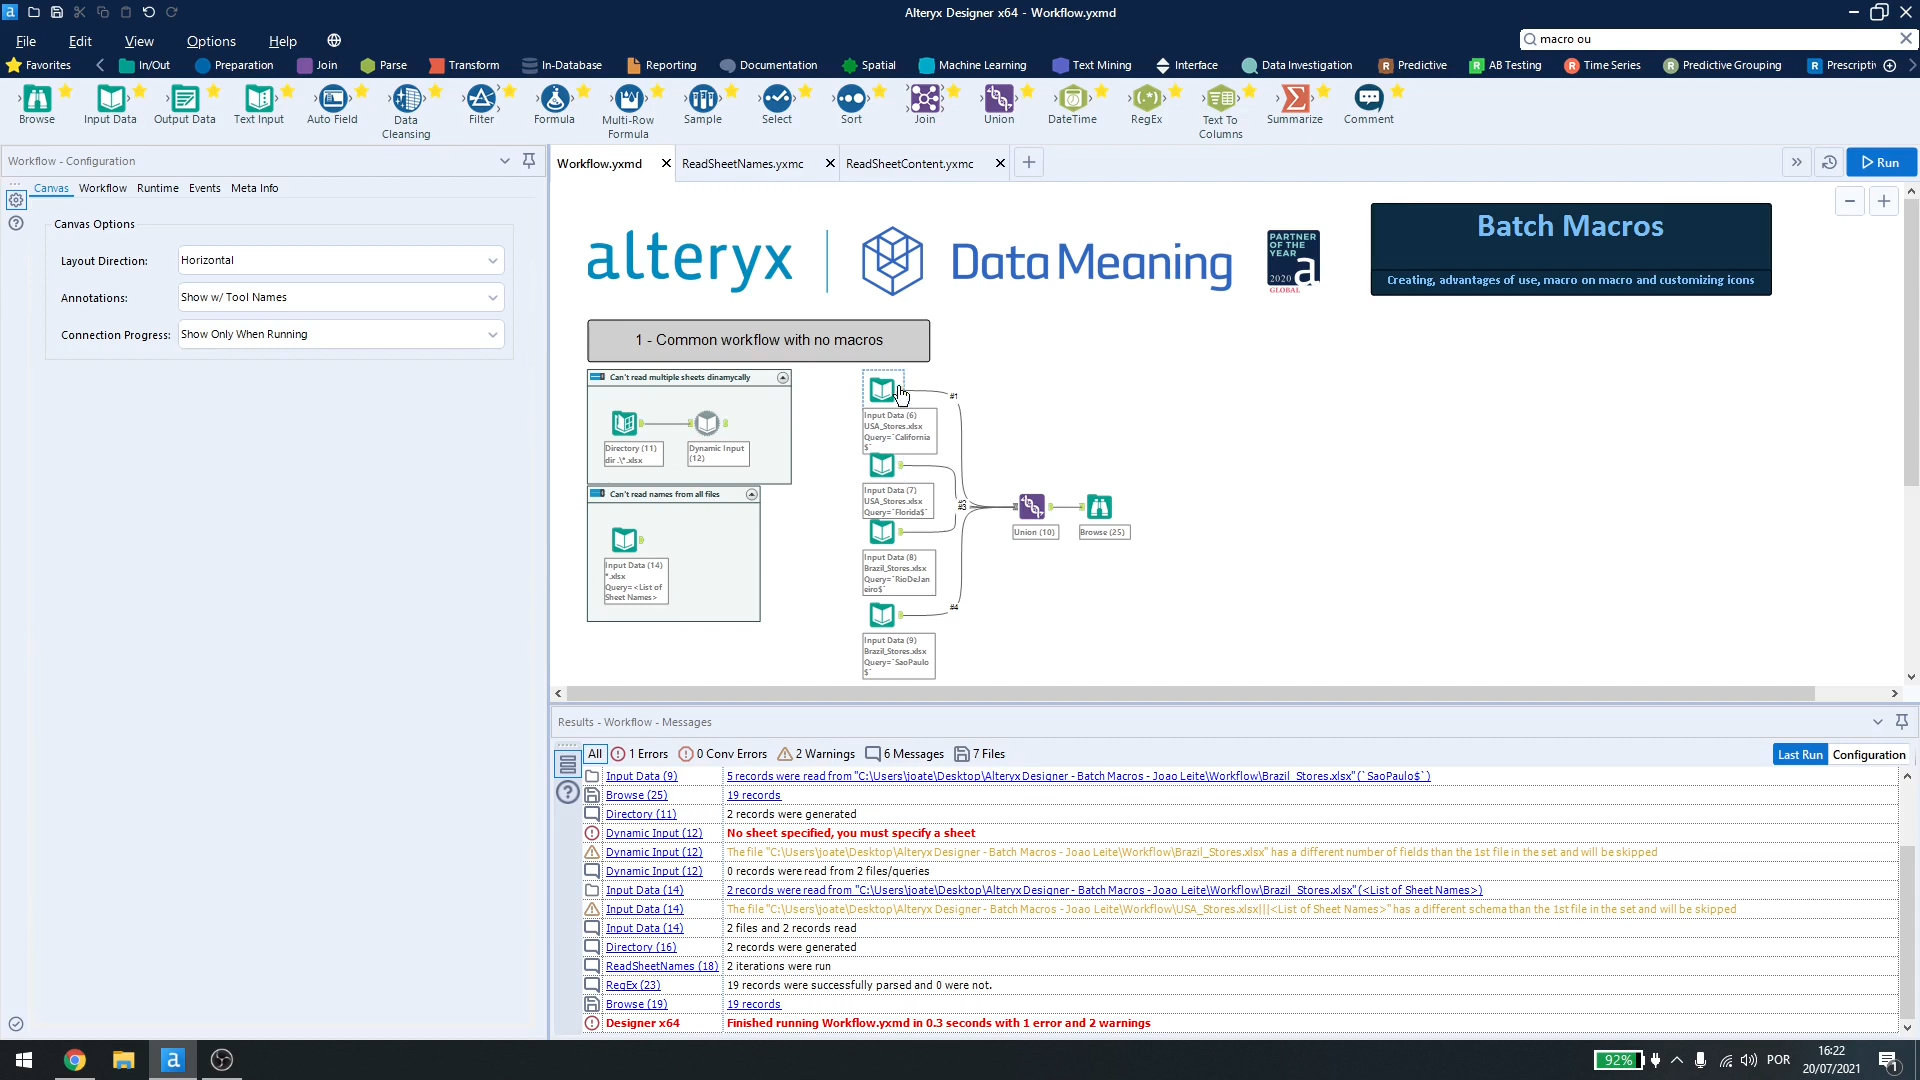 Alteryx Designer x64 - Workflow.yxmd
File Edit View Options Help
macro ou
Favorites In/Out Preparation Join Parse Transform In-Database Reporting Documentation Spatial Machine Learning Text Mining Interface Data Investigation Predictive AB Testing Time Series Predictive Grouping Prescripti
Browse Input Data Output Data Text Input Auto Field Data Cleansing Filter Formula Multi-Row Formula Sample Select Sort Join Union DateTime RegEx Text To Columns Summarize Comment
Workflow - Configuration
Canvas Workflow Runtime Events Meta Info
Canvas Options
Layout Direction: Horizontal
Annotations: Show w/ Tool Names
Connection Progress: Show Only When Running
Workflow.yxmd ReadSheetNames.yxmc ReadSheetContent.yxmc
Run
alteryx
Data Meaning
PARTNER
OF THE
YEAR
2020
GLOBAL
Batch Macros
Creating, advantages of use, macro on macro and customizing icons
1 - Common workflow with no macros
Can't read multiple sheets dinamycally
Directory (11)
dir .\*.xlsx
Dynamic Input
(12)
Can't read names from all files
Input Data (14)
*.xlsx
Query=<List of
Sheet Names>
Input Data (6)
USA_Stores.xlsx
Query=`California
$`
Input Data (7)
USA_Stores.xlsx
Query=`Florida$`
Input Data (8)
Brazil_Stores.xlsx
Query=`RioDeJan
eiro$`
Input Data (9)
Brazil_Stores.xlsx
Query=`SaoPaulo
$`
#1
#3
#4
Union (10)
Browse (25)
Results - Workflow - Messages
All 1 Errors 0 Conv Errors 2 Warnings 6 Messages 7 Files
Last Run Configuration
Input Data (9) 5 records were read from "C:\Users\joate\Desktop\Alteryx Designer - Batch Macros - Joao Leite\Workflow\Brazil_Stores.xlsx" (`SaoPaulo$`)
Browse (25) 19 records
Directory (11) 2 records were generated
Dynamic Input (12) No sheet specified, you must specify a sheet
Dynamic Input (12) The file "C:\Users\joate\Desktop\Alteryx Designer - Batch Macros - Joao Leite\Workflow\Brazil_Stores.xlsx" has a different number of fields than the 1st file in the set and will be skipped
Dynamic Input (12) 0 records were read from 2 files/queries
Input Data (14) 2 records were read from "C:\Users\joate\Desktop\Alteryx Designer - Batch Macros - Joao Leite\Workflow\Brazil_Stores.xlsx" (<List of Sheet Names>)
Input Data (14) The file "C:\Users\joate\Desktop\Alteryx Designer - Batch Macros - Joao Leite\Workflow\USA_Stores.xlsx|||<List of Sheet Names>" has a different schema than the 1st file in the set and will be skipped
Input Data (14) 2 files and 2 records read
Directory (16) 2 records were generated
ReadSheetNames (18) 2 iterations were run
RegEx (23) 19 records were successfully parsed and 0 were not.
Browse (19) 19 records
Designer x64 Finished running Workflow.yxmd in 0.3 seconds with 1 error and 2 warnings
92%
POR
16:22
20/07/2021
1